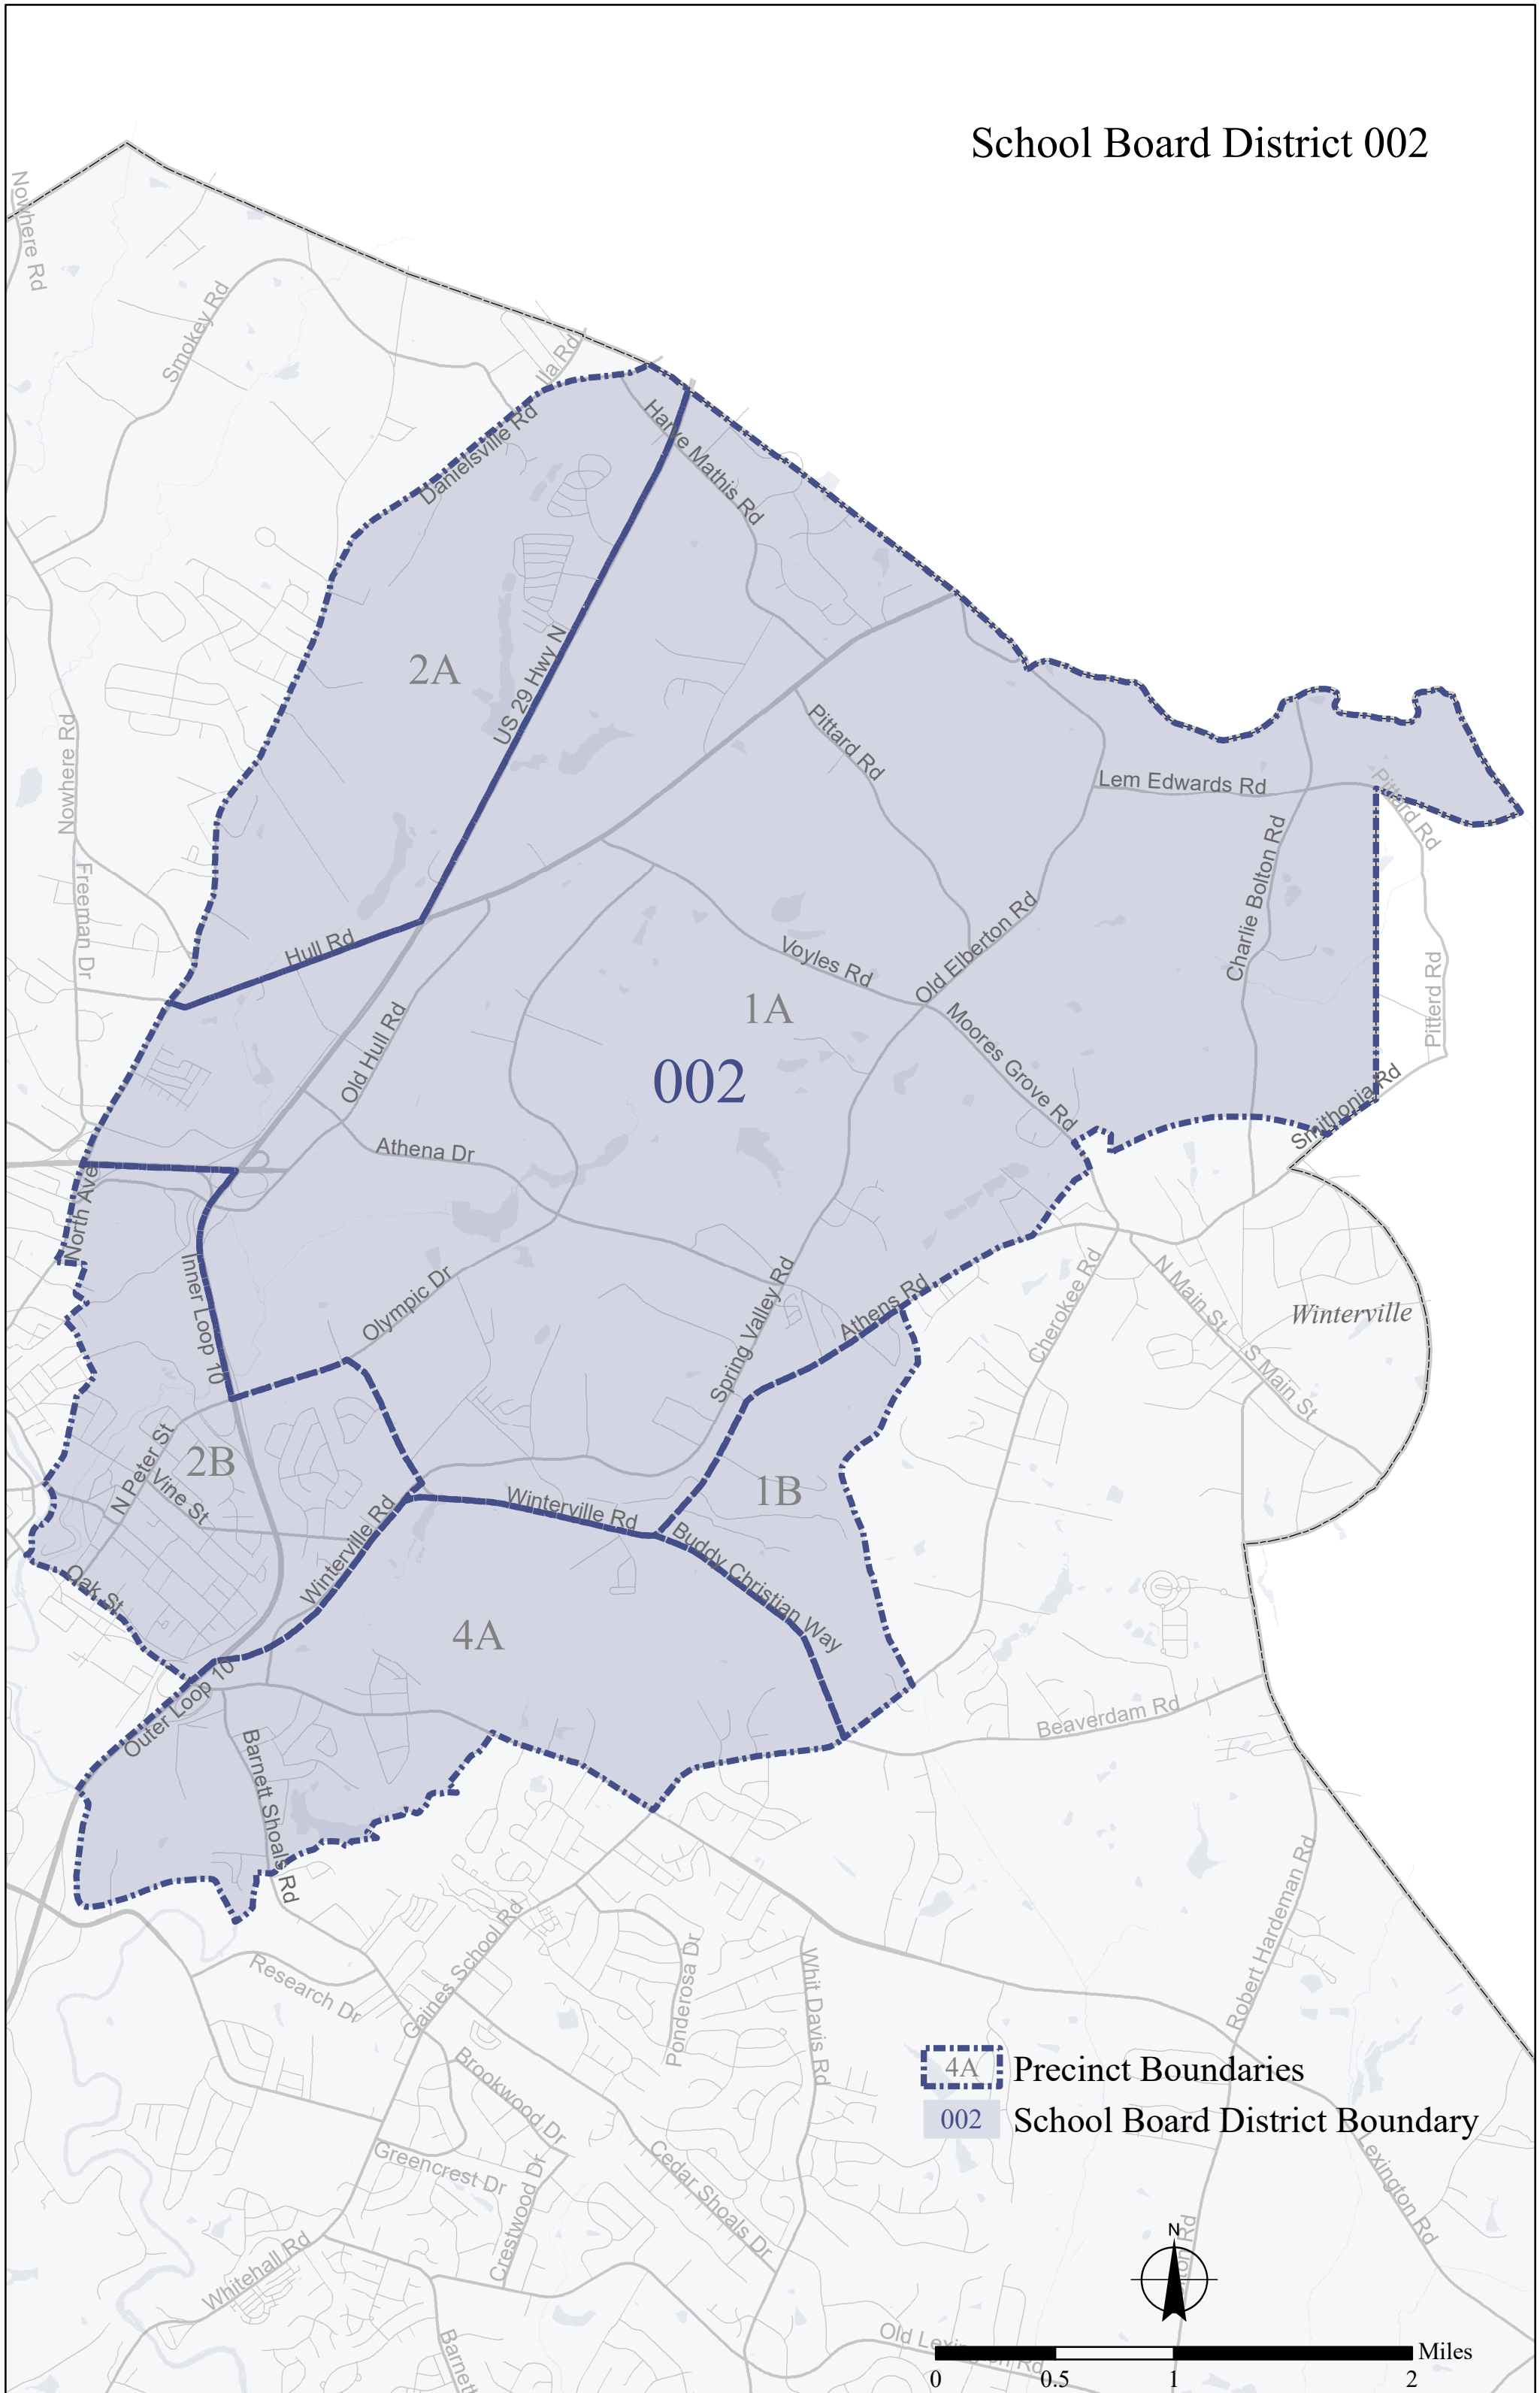 School Board District 002
Nowhere Rd
Smokey Rd
Ila Rd
Danielsville Rd
Harve Mathis Rd
2A
US 29 Hwy N
Pittard Rd
Lem Edwards Rd
Pittard Rd
Nowhere Rd
Freeman Dr
Charlie Bolton Rd
Hull Rd
Voyles Rd
Old Elberton Rd
1A
Pitterd Rd
Old Hull Rd
002
Moores Grove Rd
Smithonia Rd
Athena Dr
North Ave
Inner Loop 10
Olympic Dr
Spring Valley Rd
Athens Rd
Cherokee Rd
N Main St
Winterville
S Main St
N Peter St
2B
Vine St
1B
Winterville Rd
Winterville Rd
Buddy Christian Way
Oak St
4A
Outer Loop 10
Beaverdam Rd
Barnett Shoals Rd
Robert Hardeman Rd
Gaines School Rd
Research Dr
Ponderosa Dr
Whit Davis Rd
4A
Precinct Boundaries
002
School Board District Boundary
Brookwood Dr
Greencrest Dr
Crestwood Dr
Cedar Shoals Dr
Lexington Rd
Whitehall Rd
N
Barnett
Miles
0
0.5
1
2